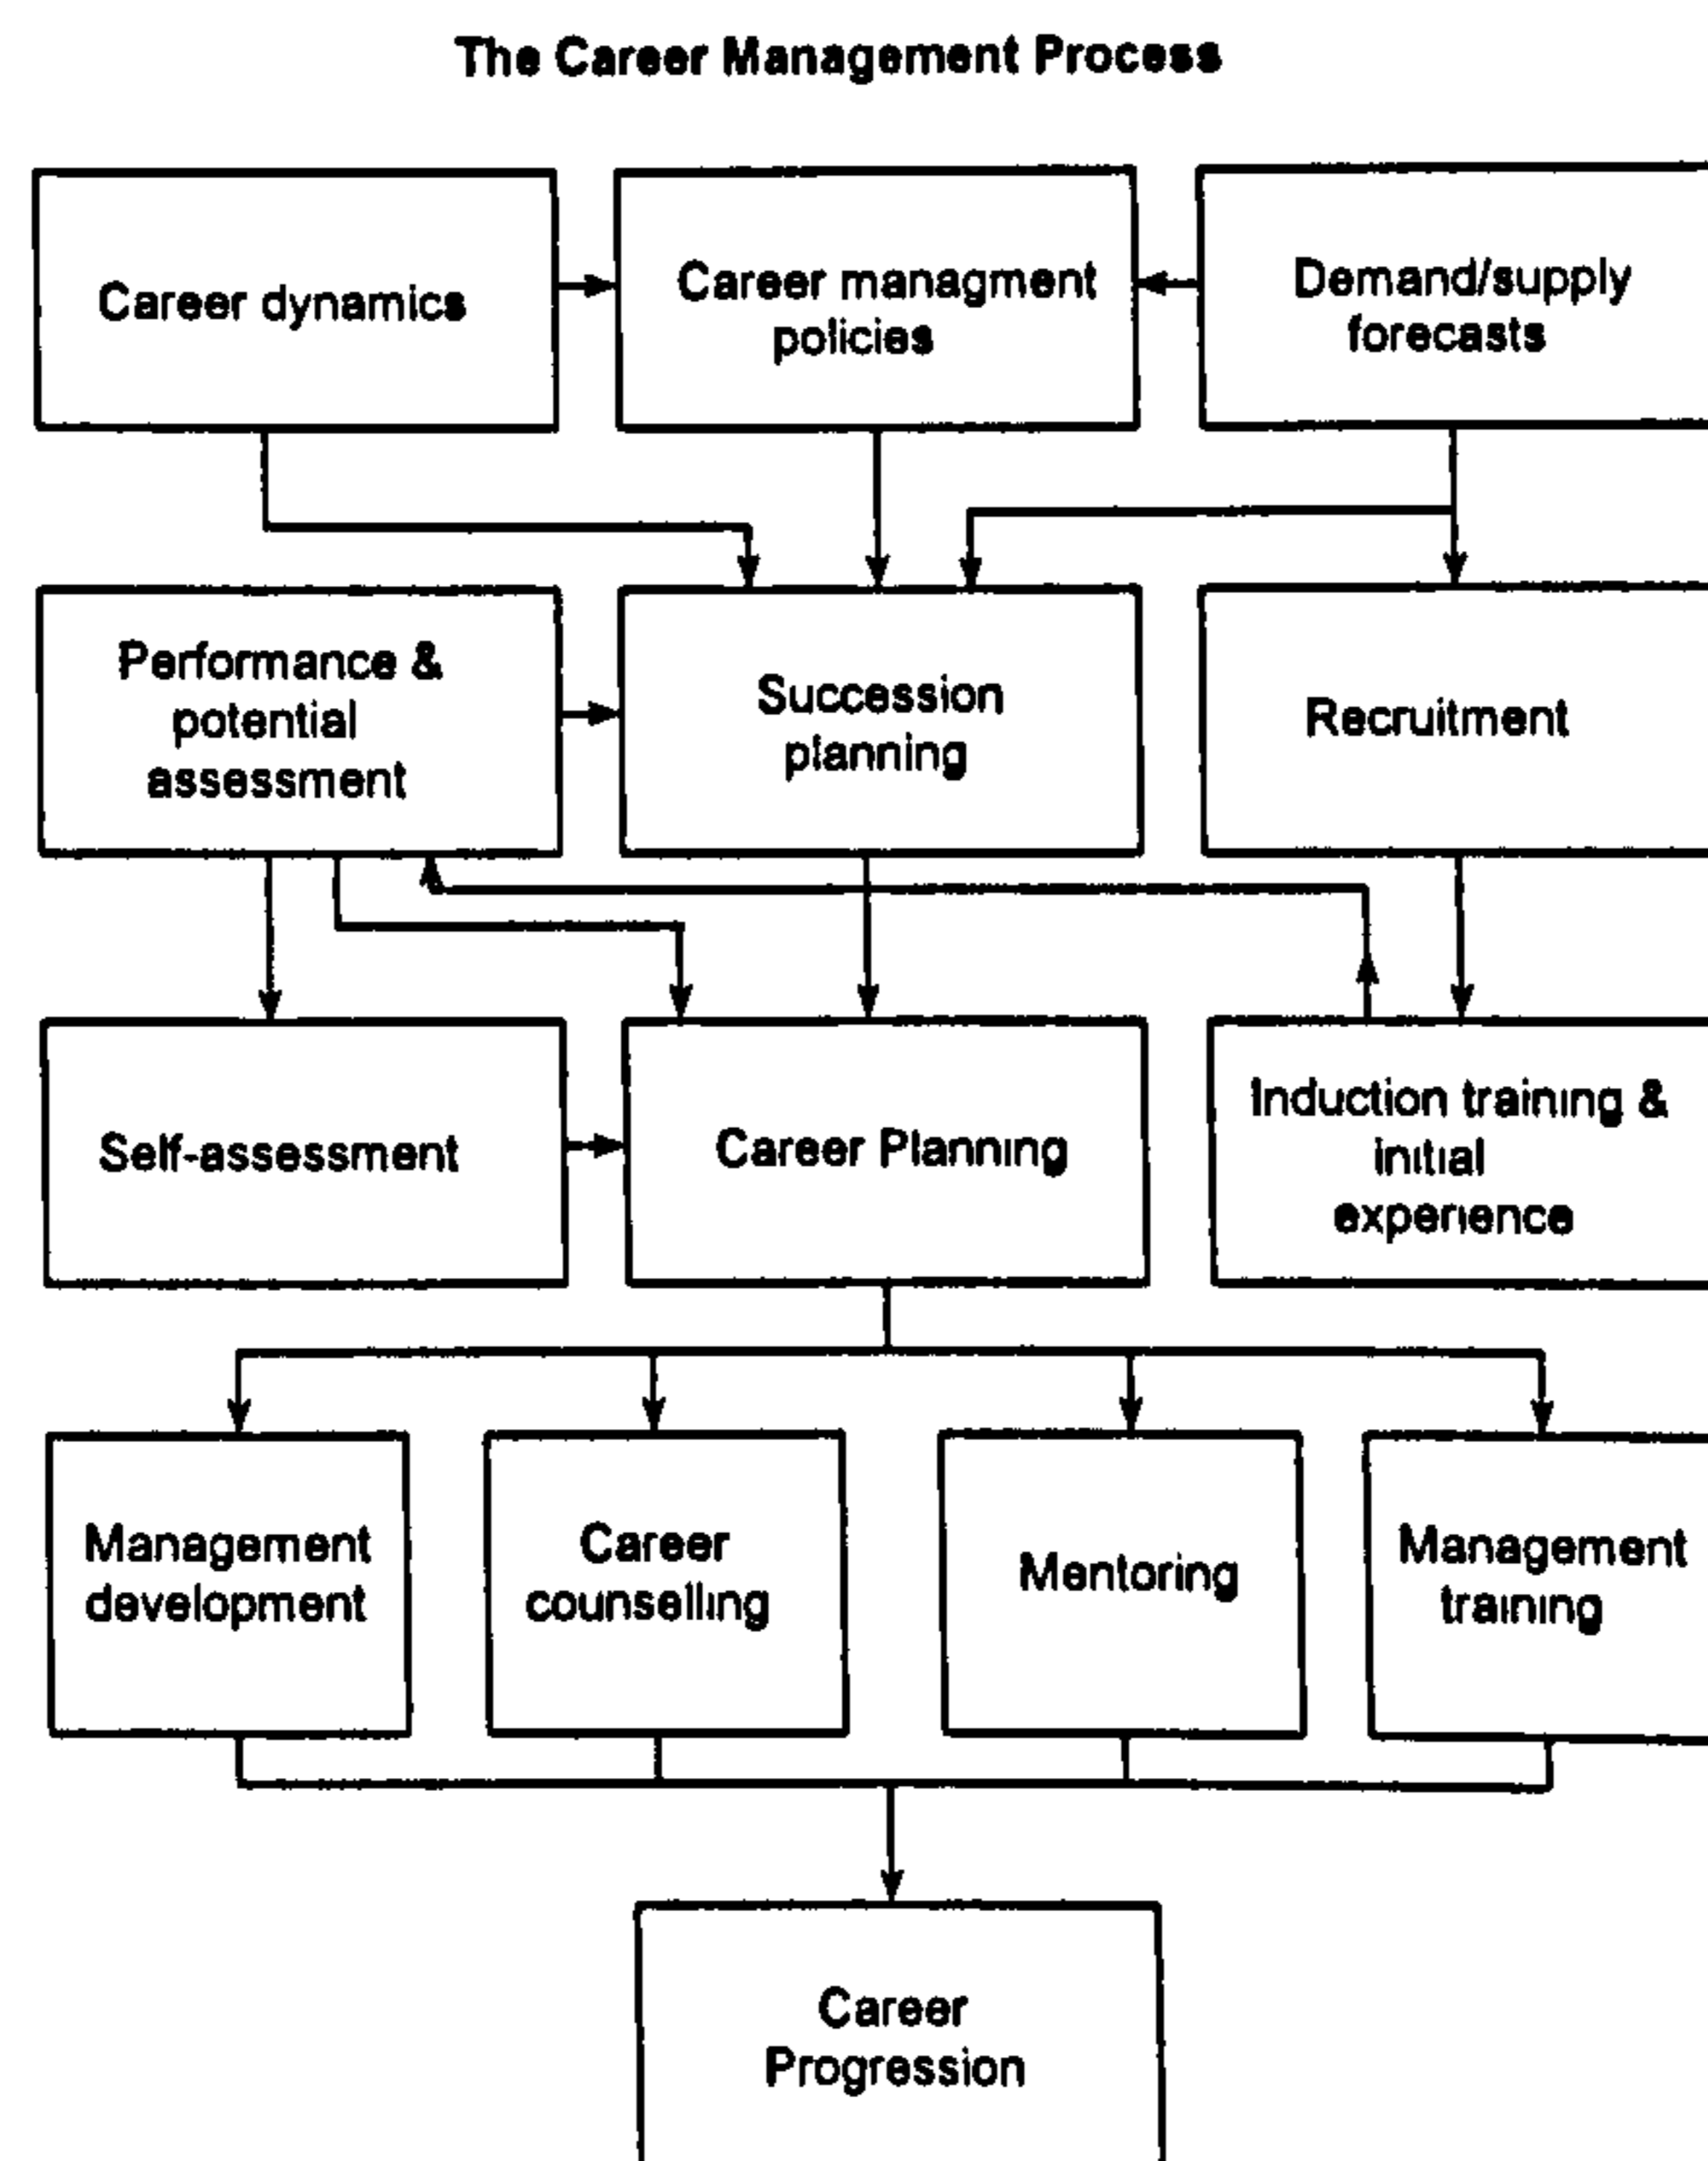 The Career Management Process
Career dynamics
Career managment
policies
Demand/supply
forecasts
Performance &
potential
assessment
Succession
planning
Recruitment
Self-assessment
Career Planning
Induction training &
initial
experience
Management
development
Career
counselling
Mentoring
Management
training
Career
Progression